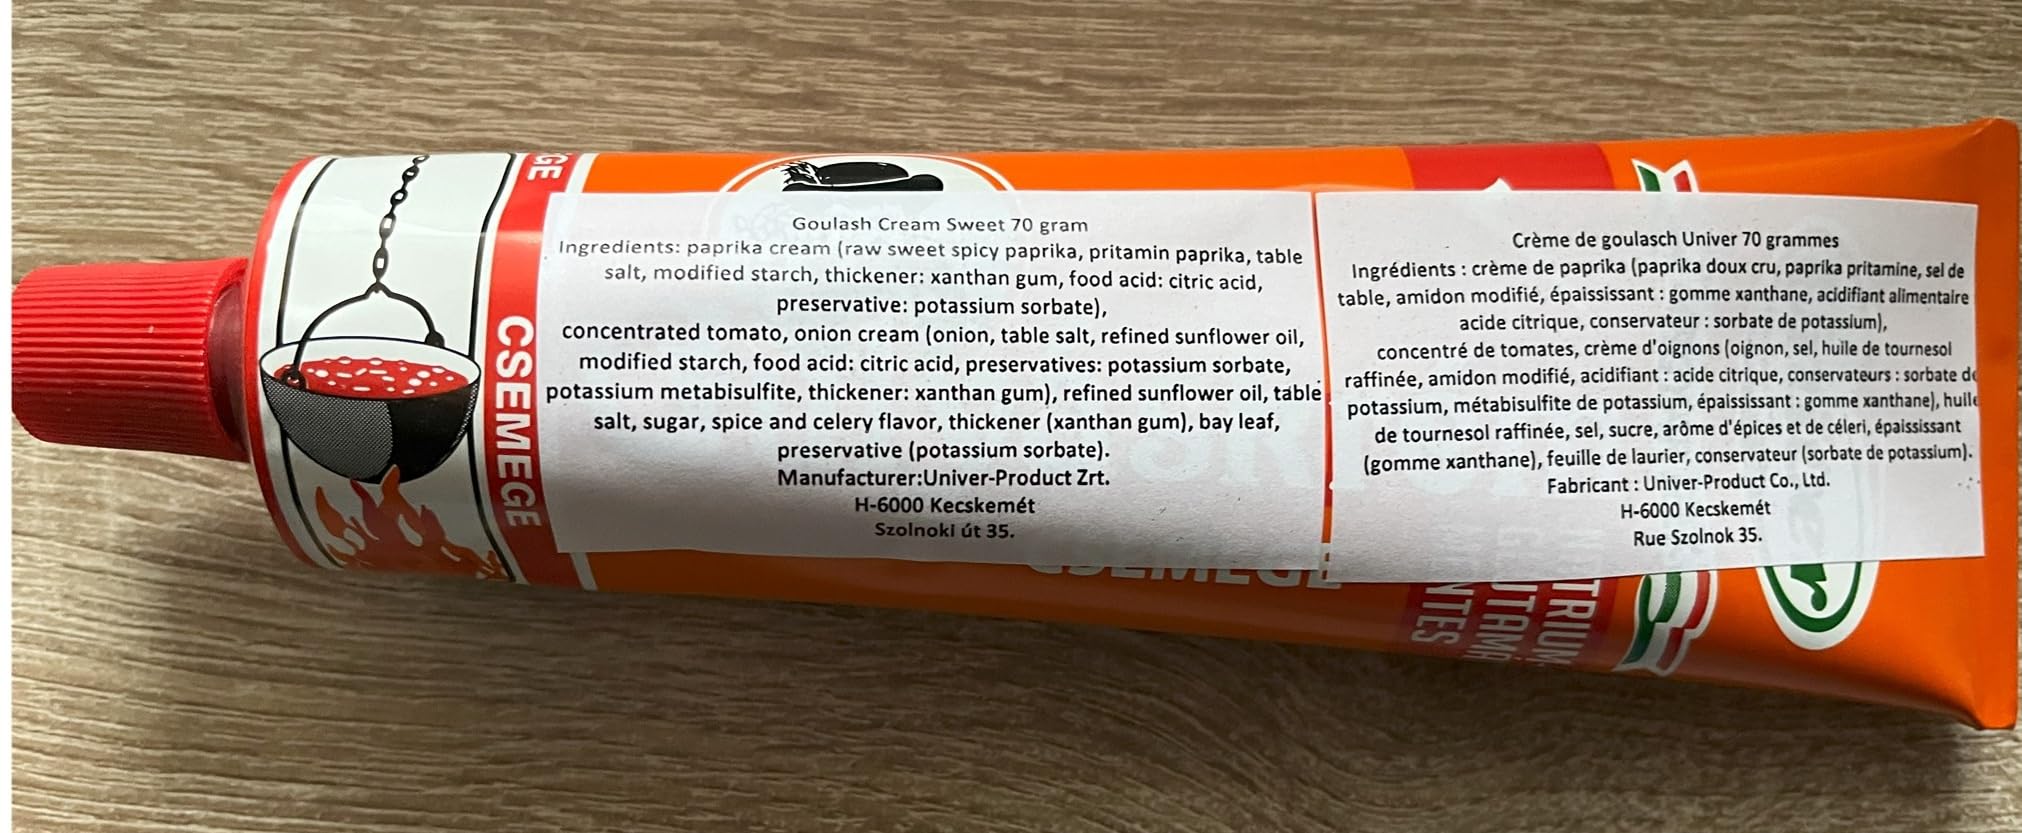 Goulash Cream Sweet 70 gram
Ingredients: paprika cream (raw sweet spicy paprika, pritamin paprika, table
salt, modified starch, thickener: xanthan gum, food acid: citric acid,
preservative: potassium sorbate),
concentrated tomato, onion cream (onion, table salt, refined sunflower oil,
modified starch, food acid: citric acid, preservatives: potassium sorbate,
potassium metabisulfite, thickener: xanthan gum), refined sunflower oil, table
salt, sugar, spice and celery flavor, thickener (xanthan gum), bay leaf,
preservative (potassium sorbate).
Manufacturer:Univer-Product Zrt.
H-6000 Kecskemét
Szolnoki út 35.
Crème de goulasch Univer 70 grammes
Ingrédients : crème de paprika (paprika doux cru, paprika pritamine, sel de
table, amidon modifié, épaississant : gomme xanthane, acidifiant alimentaire
acide citrique, conservateur : sorbate de potassium),
concentré de tomates, crème d'oignons (oignon, sel, huile de tournesol
raffinée, amidon modifié, acidifiant : acide citrique, conservateurs : sorbate de
potassium, métabisulfite de potassium, épaississant : gomme xanthane), huile
de tournesol raffinée, sel, sucre, arôme d'épices et de céleri, épaississant
(gomme xanthane), feuille de laurier, conservateur (sorbate de potassium).
Fabricant : Univer-Product Co., Ltd.
H-6000 Kecskemét
Rue Szolnok 35.
CSEMEGE
CSEMEGE